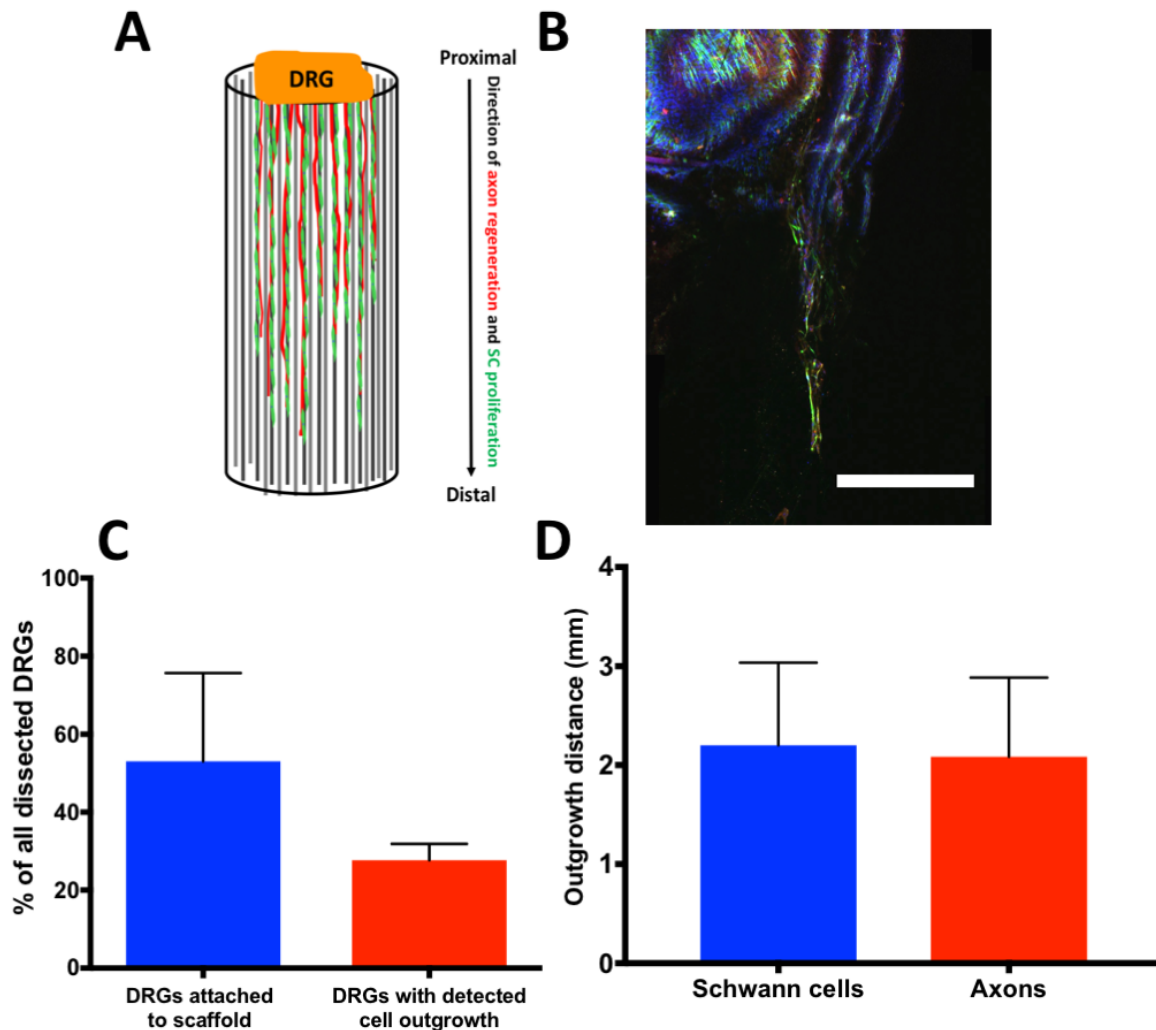 A
Proximal
DRG
Direction of axon regeneration and SC proliferation
Distal
B
C
% of all dissected DRGs
100
80
60
40
20
0
DRGs attached
to scaffold
DRGs with detected
cell outgrowth
D
Outgrowth distance (mm)
4
3
2
1
0
Schwann cells
Axons